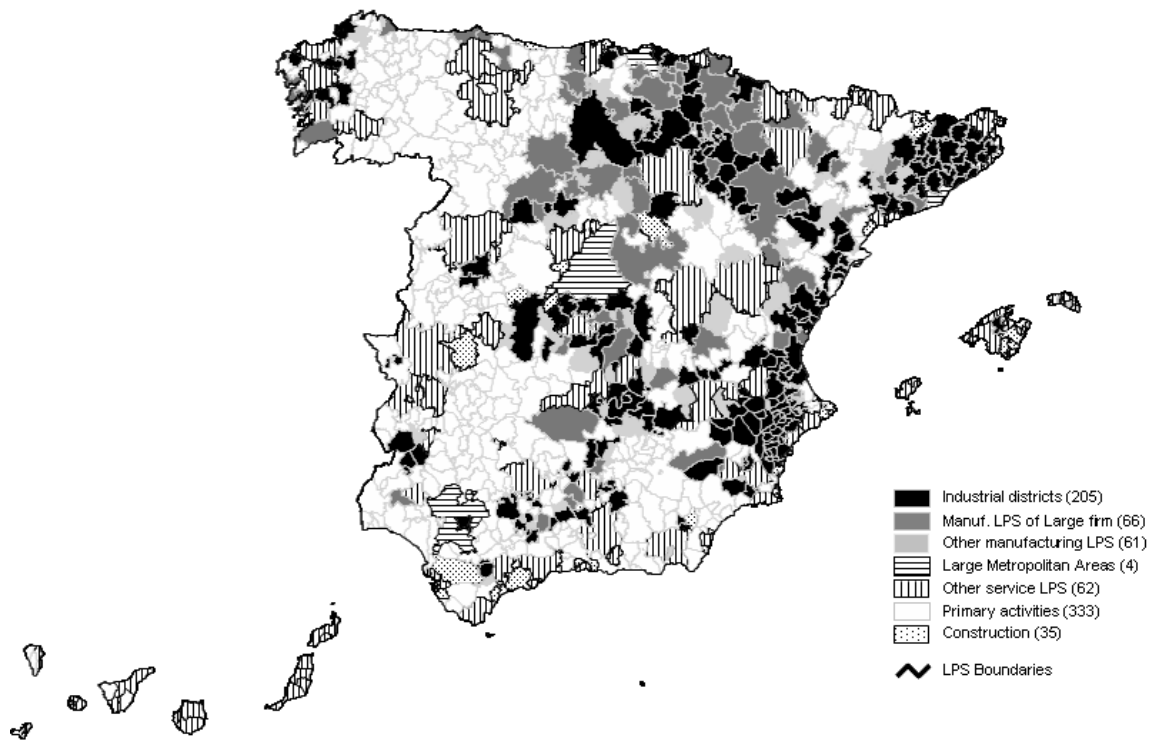 Industrial districts (205)
Manuf. LPS of Large firm (66)
Other manufacturing LPS (61)
Large Metropolitan Areas (4)
Other service LPS (62)
Primary activities (333)
Construction (35)
LPS Boundaries